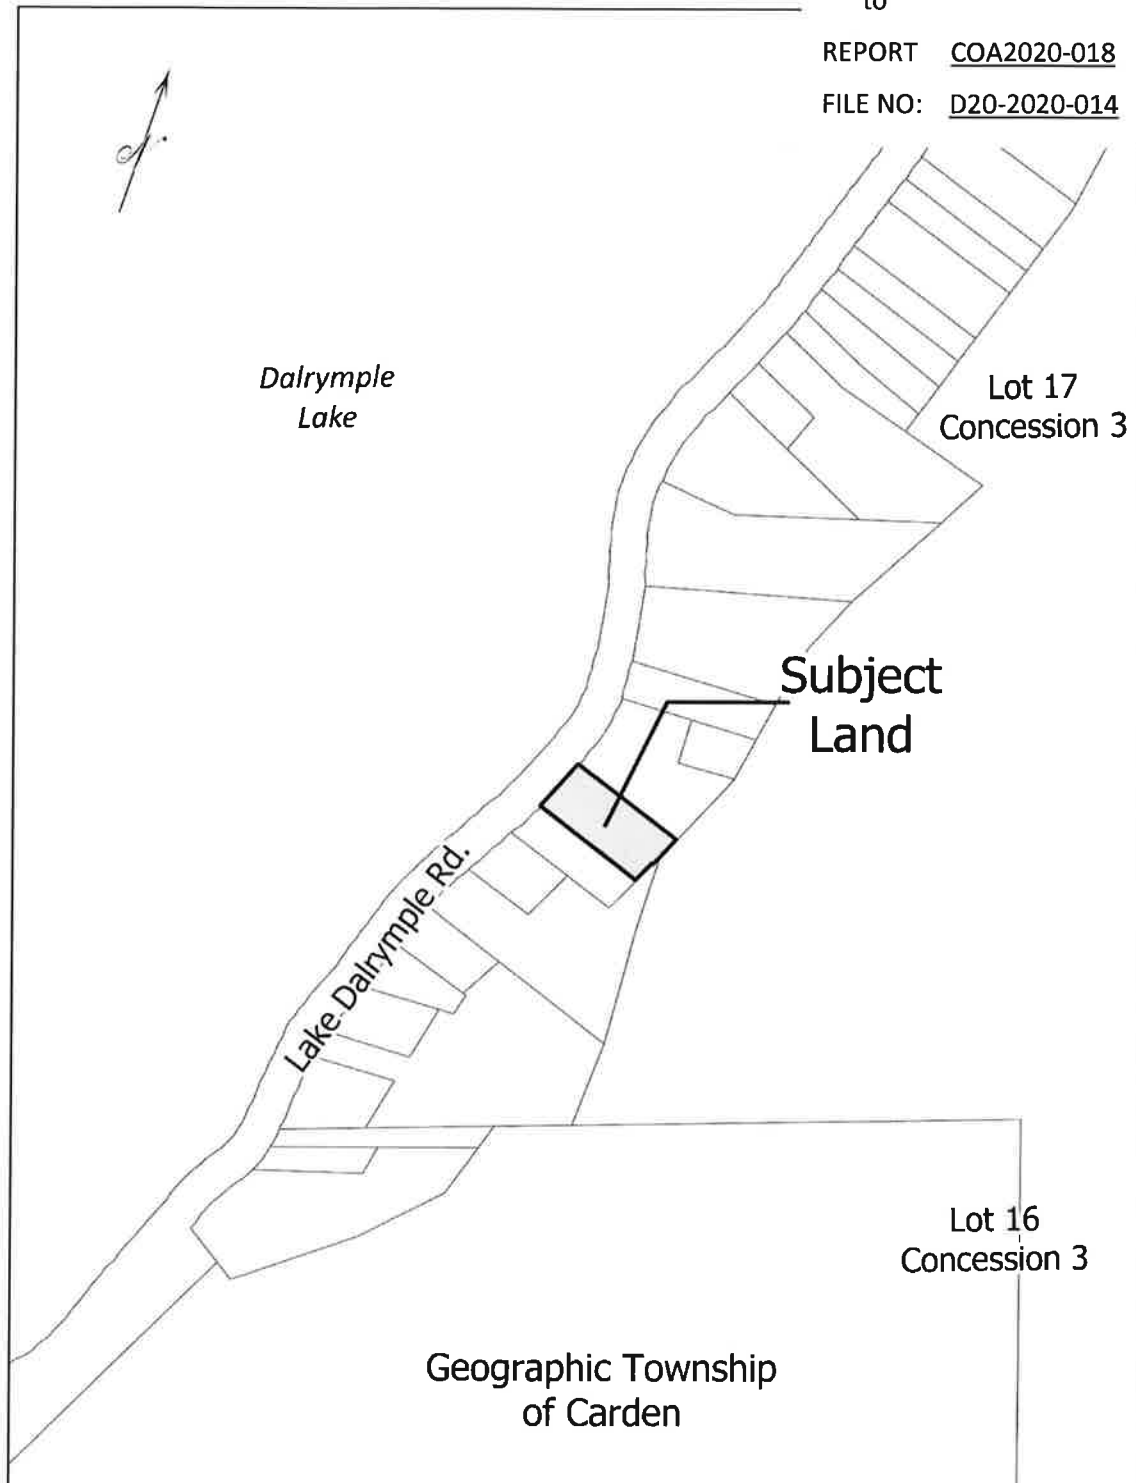 to
REPORT COA2020-018
FILE NO: D20-2020-014
Dalrymple
Lake
Lot 17
Concession 3
Subject
Land
Lake Dalrymple Rd.
Lot 16
Concession 3
Geographic Township
of Carden